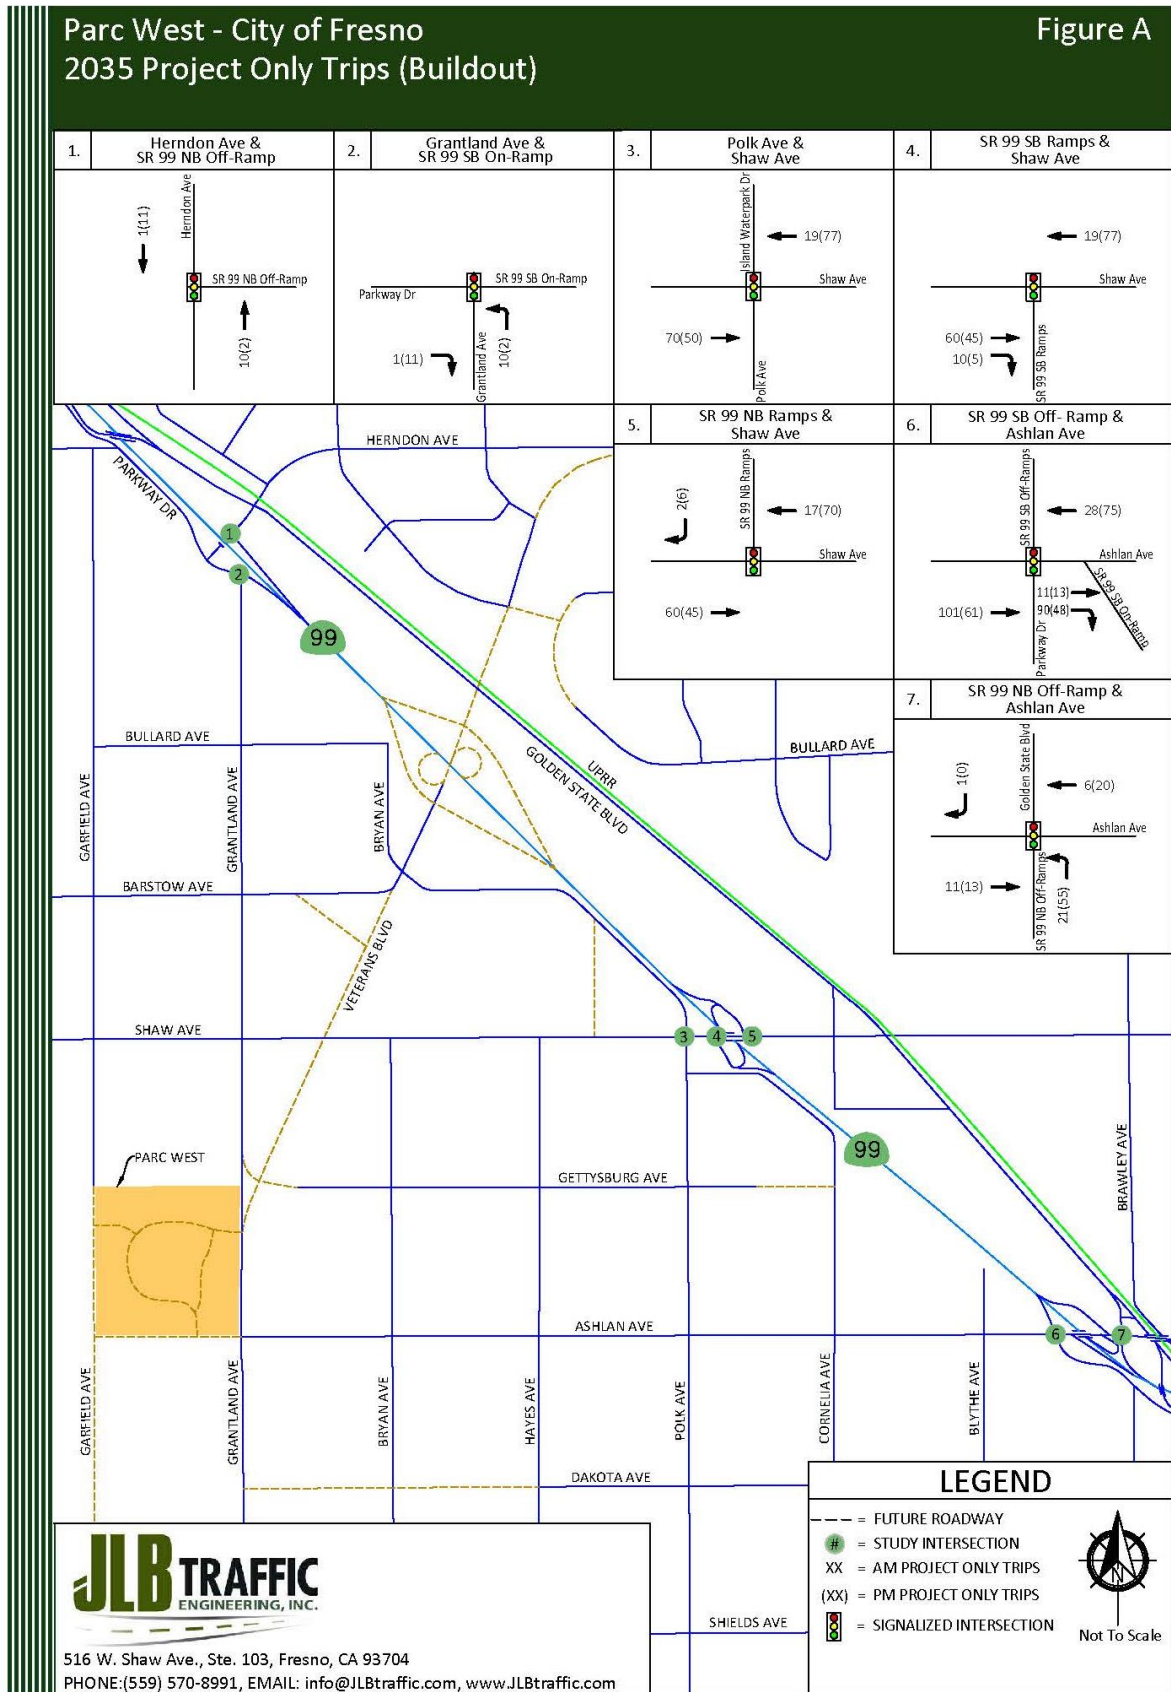 Parc West - City of Fresno
Figure A
2035 Project Only Trips (Buildout)
1.
Herndon Ave &
SR 99 NB Off-Ramp
Herndon Ave
1(11)
SR 99 NB Off-Ramp
10(2)
2.
Grantland Ave &
SR 99 SB On-Ramp
SR 99 SB On-Ramp
Parkway Dr
1(11)
Grantland Ave
10(2)
3.
Polk Ave &
Shaw Ave
Island Waterpark Dr
19(77)
Shaw Ave
70(50)
Polk Ave
4.
SR 99 SB Ramps &
Shaw Ave
19(77)
Shaw Ave
60(45)
10(5)
SR 99 SB Ramps
5.
SR 99 NB Ramps &
Shaw Ave
2(6)
SR 99 NB Ramps
17(70)
Shaw Ave
60(45)
6.
SR 99 SB Off- Ramp &
Ashlan Ave
SR 99 SB Off-Ramps
28(75)
Ashlan Ave
SR 99 SB On-Ramp
11(13)
101(61)
90(48)
Parkway Dr
7.
SR 99 NB Off-Ramp &
Ashlan Ave
Golden State Blvd
1(0)
6(20)
Ashlan Ave
11(13)
SR 99 NB Off-Ramps
21(55)
HERNDON AVE
PARKWAY DR
1
2
99
BULLARD AVE
GARFIELD AVE
GRANTLAND AVE
BRYAN AVE
UPRR
GOLDEN STATE BLVD
BULLARD AVE
BARSTOW AVE
VETERANS BLVD
SHAW AVE
3
4
5
99
PARC WEST
GETTYSBURG AVE
BRAWLEY AVE
ASHLAN AVE
6
7
GARFIELD AVE
GRANTLAND AVE
BRYAN AVE
HAYES AVE
POLK AVE
CORNELIA AVE
BLYTHE AVE
DAKOTA AVE
SHIELDS AVE
LEGEND
= FUTURE ROADWAY
# = STUDY INTERSECTION
XX = AM PROJECT ONLY TRIPS
(XX) = PM PROJECT ONLY TRIPS
= SIGNALIZED INTERSECTION
N
Not To Scale
JLB TRAFFIC
ENGINEERING, INC.
516 W. Shaw Ave., Ste. 103, Fresno, CA 93704
PHONE:(559) 570-8991, EMAIL: info@JLBtraffic.com, www.JLBtraffic.com